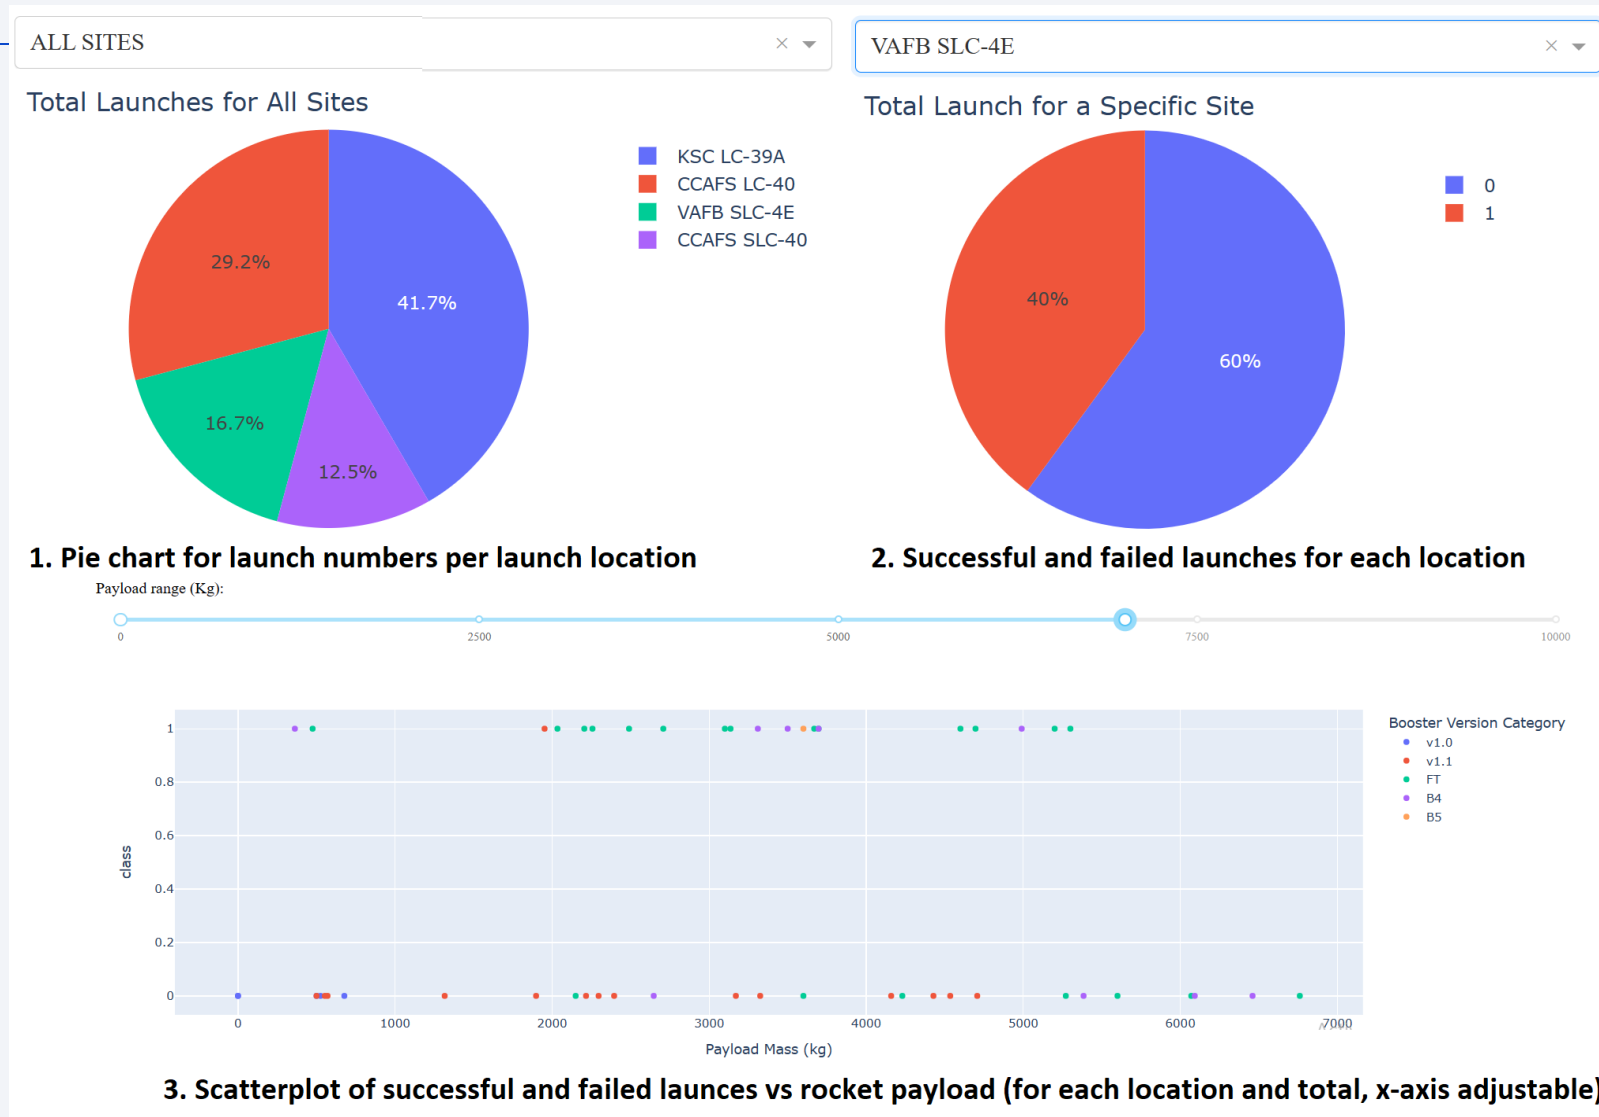 ALL SITES
VAFB SLC-4E
Total Launches for All Sites
Total Launch for a Specific Site
KSC LC-39A
CCAFS LC-40
VAFB SLC-4E
CCAFS SLC-40
0
1
29.2%
41.7%
16.7%
12.5%
40%
60%
1. Pie chart for launch numbers per launch location
2. Successful and failed launches for each location
Payload range (Kg):
0 2500 5000 7500 10000
Booster Version Category
v1.0
v1.1
FT
B4
B5
1
0.8
0.6
0.4
0.2
0
class
0 1000 2000 3000 4000 5000 6000 7000
Payload Mass (kg)
3. Scatterplot of successful and failed launces vs rocket payload (for each location and total, x-axis adjustable)